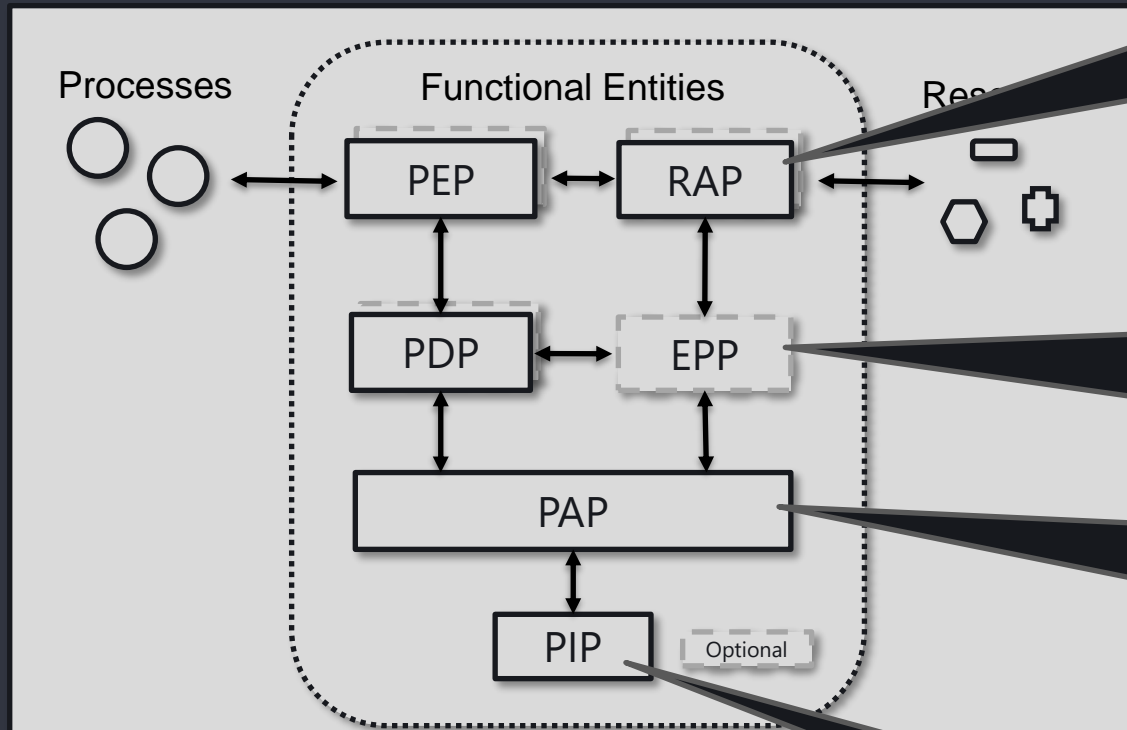 Processes
Functional Entities
PEP
RAP
PDP
EPP
PAP
PIP
Optional